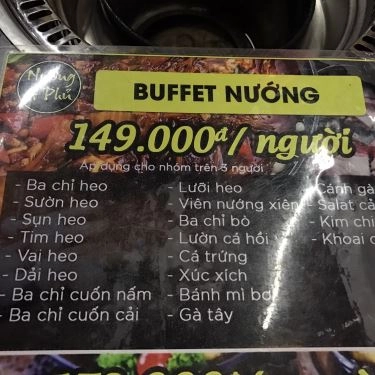 Nướng
Phú
BUFFET NƯỚNG
149.000đ/ người
Áp dụng cho nhóm trên 3 người
- Ba chỉ heo
- Sườn heo
- Sụn heo
- Tim heo
- Vai heo
- Dải heo
- Ba chỉ cuốn nấm
- Ba chỉ cuốn cải
- Lưỡi heo
- Viên nướng xiên
- Ba chỉ bò
- Lườn cá hồi
- Cá trứng
- Xúc xích
- Bánh mì bơ
- Gà tây
- Cánh gà
- Salat
- Kim chi
- Khoai